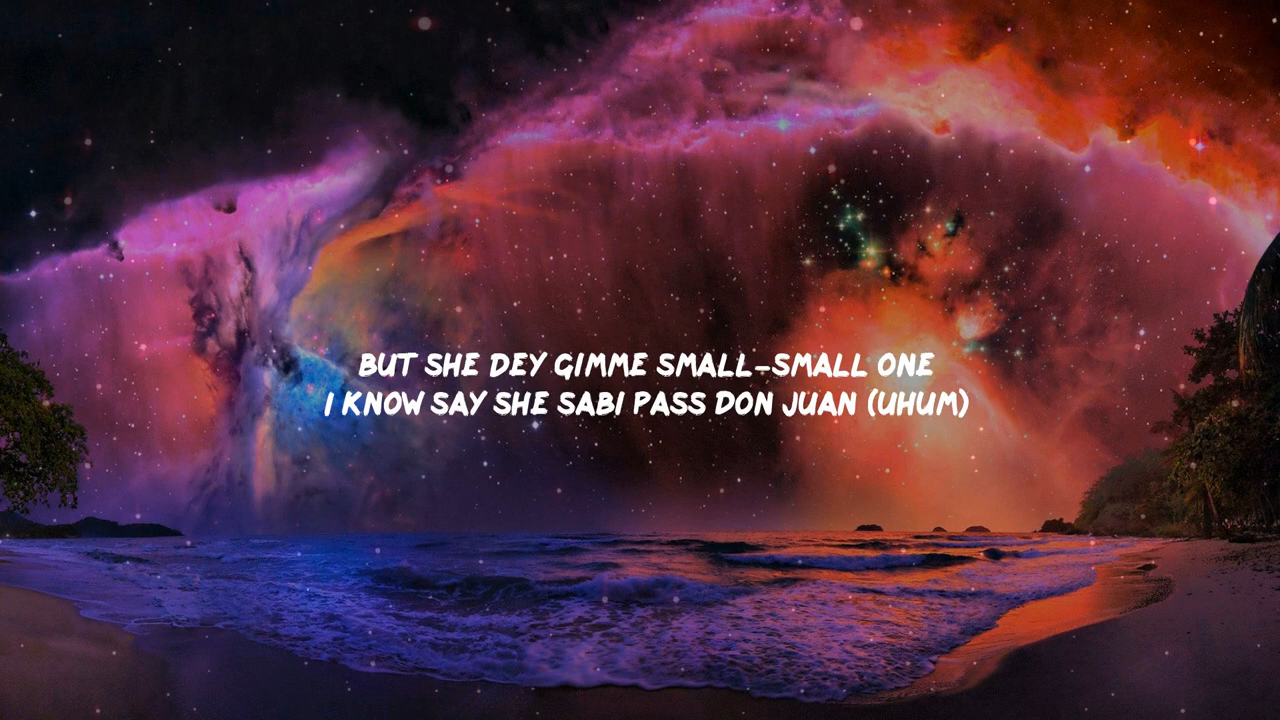 BUT SHE DEY GIMME SMALL-SMALL ONE
I KNOW SAY SHE SABI PASS DON JUAN (UHUM)